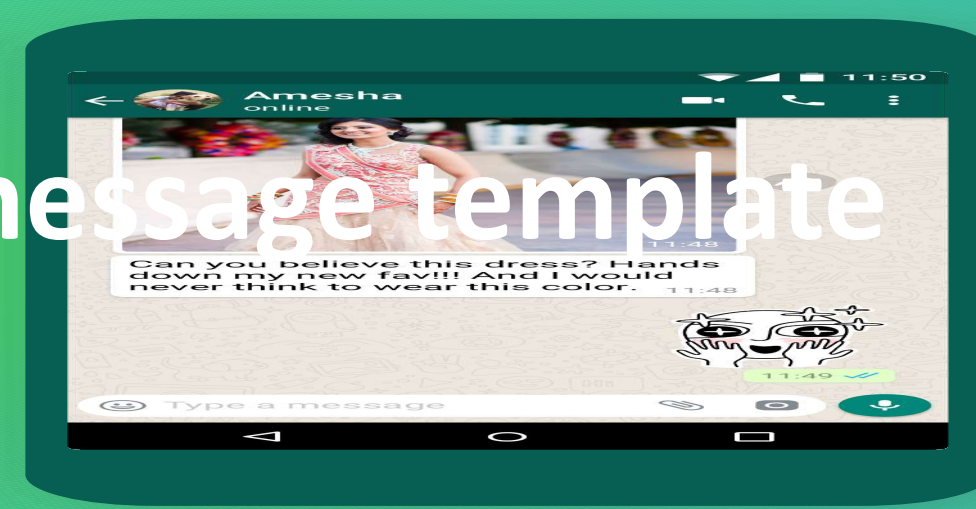 11:50
Amesha
online
message template
11:48
Can you believe this dress? Hands
down my new fav!!! And I would
never think to wear this color. 11:48
11:49
Type a message